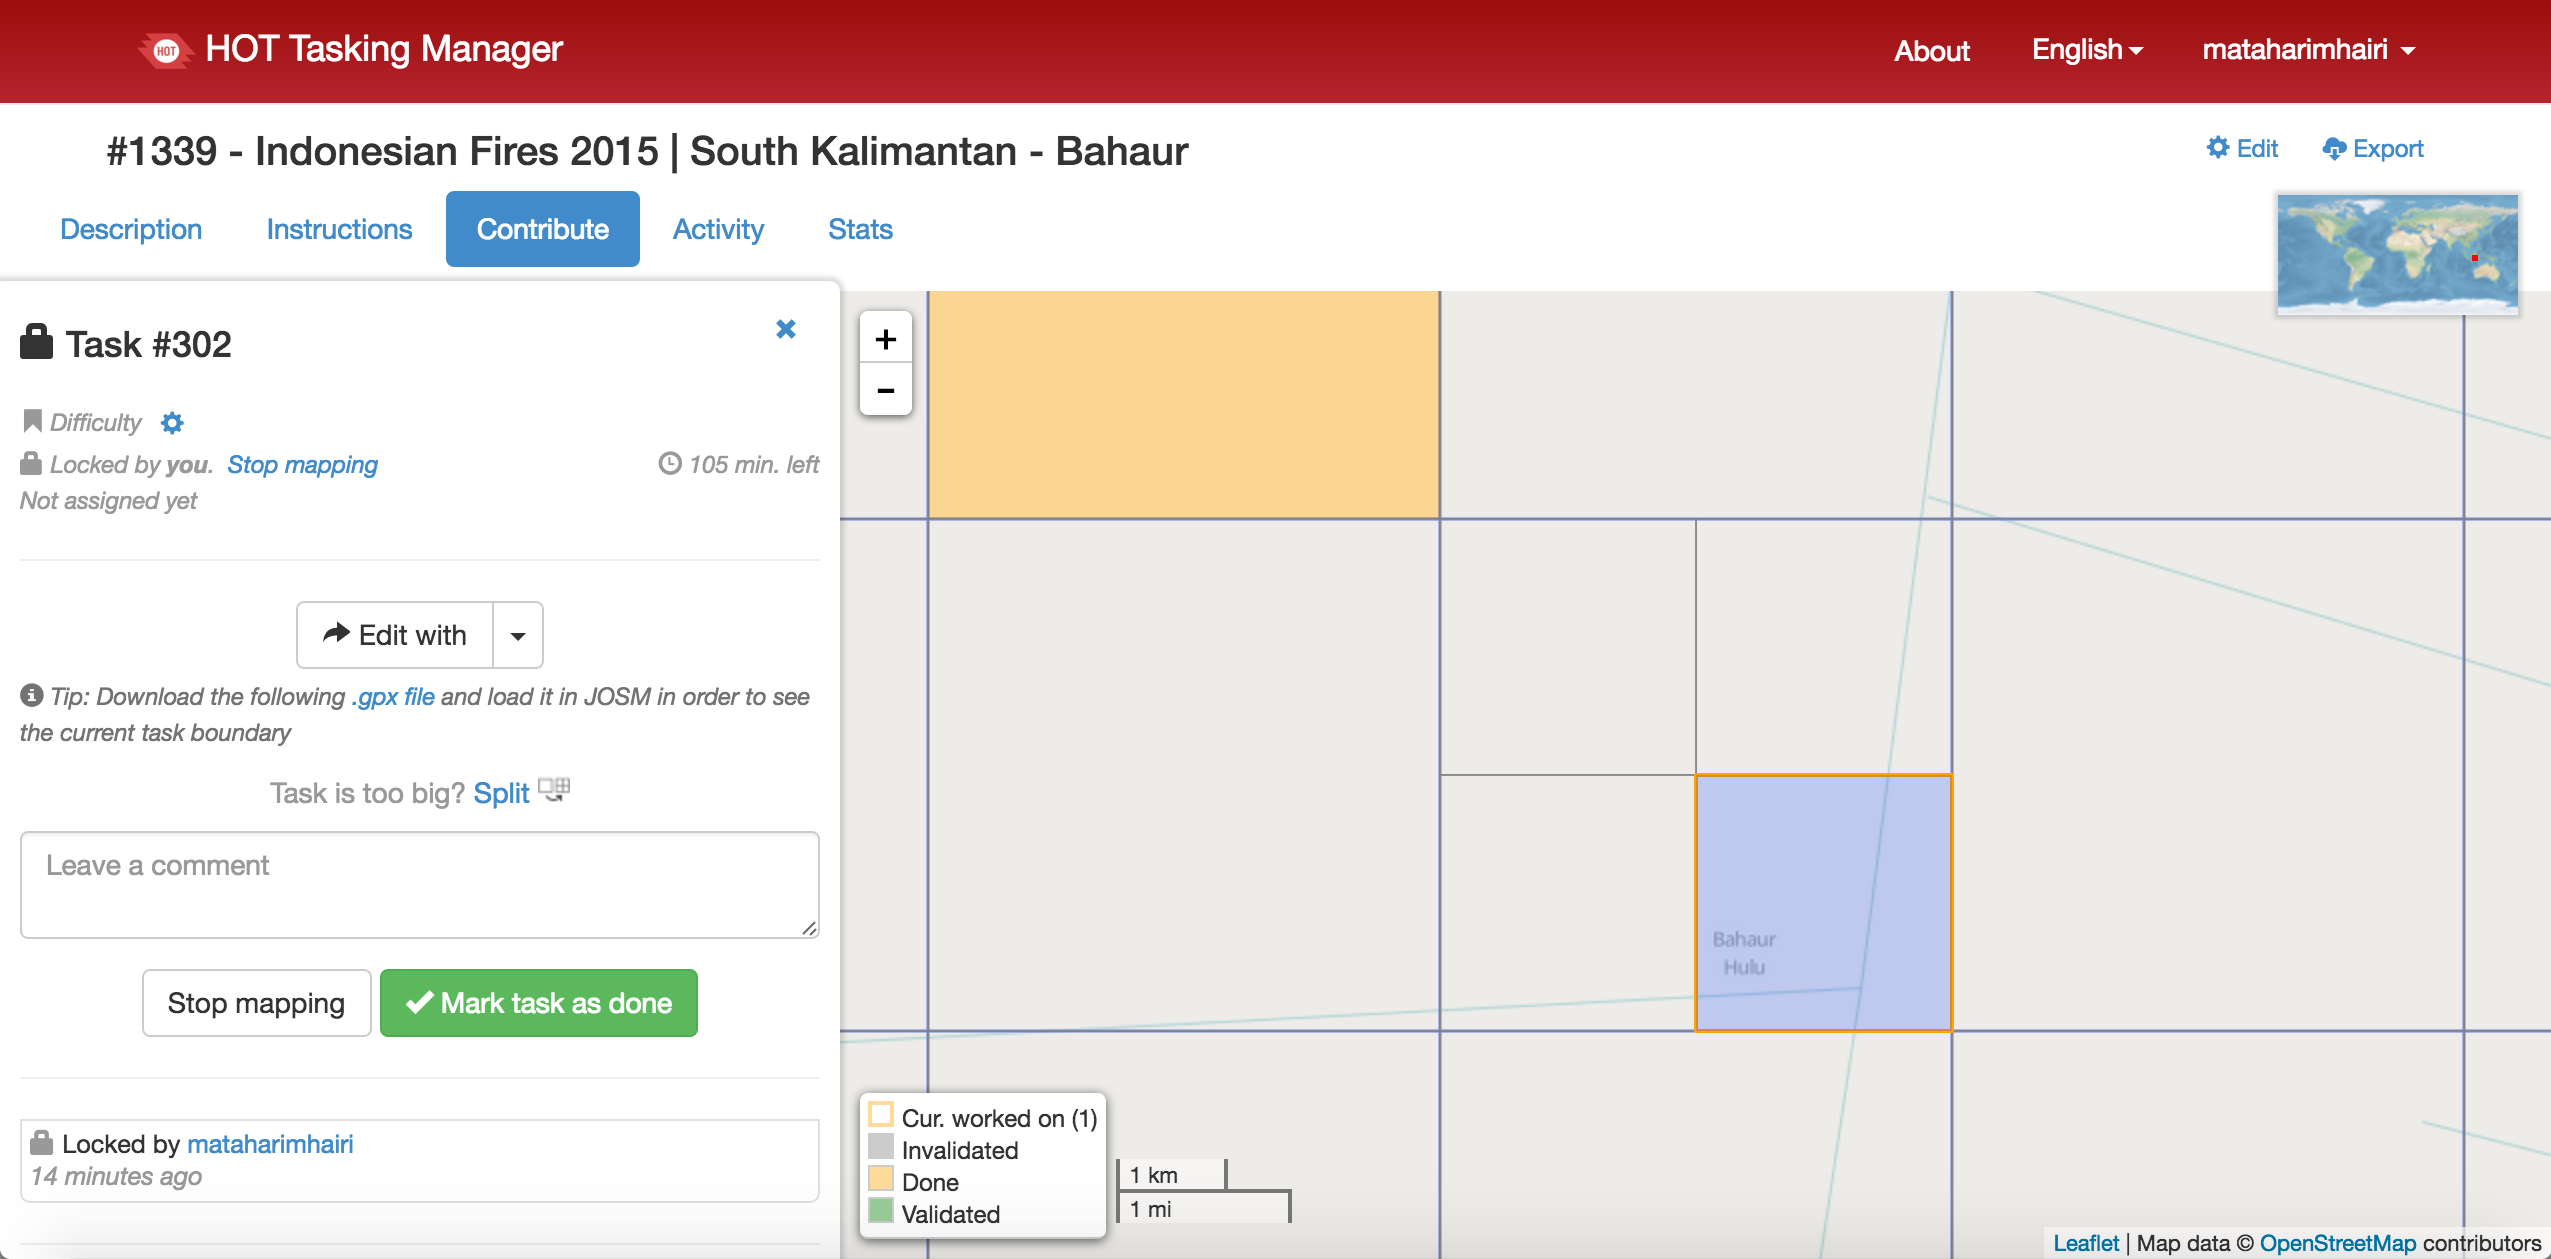 HOT
HOT Tasking Manager
About
English
mataharimhairi
#1339 - Indonesian Fires 2015 | South Kalimantan - Bahaur
Edit
Export
Description
Instructions
Contribute
Activity
Stats
Task #302
Difficulty
Locked by you. Stop mapping
105 min. left
Not assigned yet
Edit with
Tip: Download the following .gpx file and load it in JOSM in order to see
the current task boundary
Task is too big? Split
Leave a comment
Stop mapping
Mark task as done
Locked by mataharimhairi
14 minutes ago
+
−
Bahaur
Hulu
Cur. worked on (1)
Invalidated
Done
Validated
1 km
1 mi
Leaflet | Map data © OpenStreetMap contributors